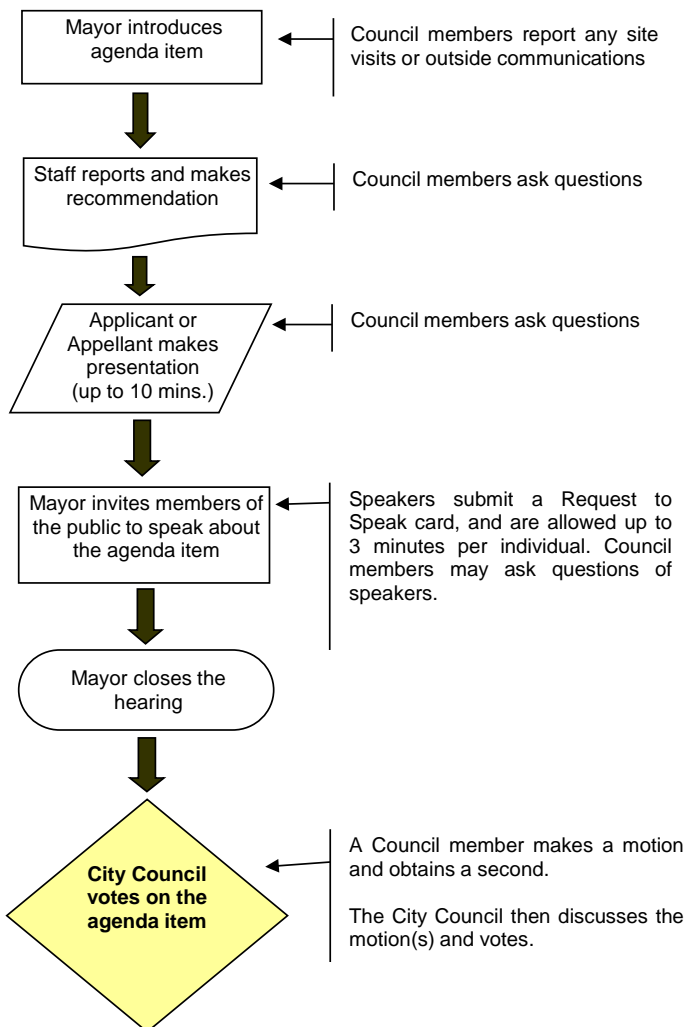 Mayor introduces
agenda item
Council members report any site
visits or outside communications
Staff reports and makes
recommendation
Council members ask questions
Applicant or
Appellant makes
presentation
(up to 10 mins.)
Council members ask questions
Mayor invites members of
the public to speak about
the agenda item
Speakers submit a Request to
Speak card, and are allowed up to
3 minutes per individual. Council
members may ask questions of
speakers.
Mayor closes the
hearing
City Council
votes on the
agenda item
A Council member makes a motion
and obtains a second.
The City Council then discusses the
motion(s) and votes.